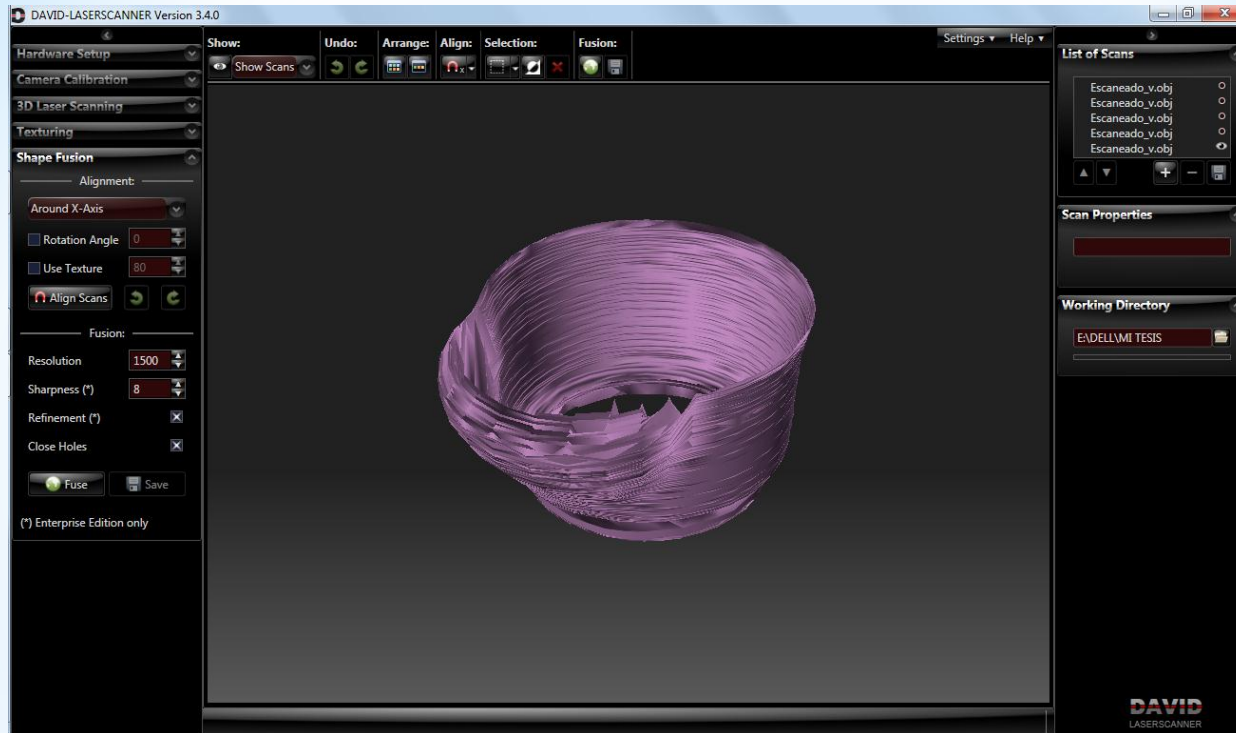 DAVID-LASERSCANNER Version 3.4.0
Hardware Setup
Camera Calibration
3D Laser Scanning
Texturing
Shape Fusion
Alignment:
Around X-Axis
Rotation Angle 0
Use Texture 80
Align Scans
Fusion:
Resolution 1500
Sharpness (*) 8
Refinement (*)
Close Holes
Fuse Save
(*) Enterprise Edition only
Show: Undo: Arrange: Align: Selection: Fusion:
Show Scans
Settings Help
List of Scans
Escaneado_v.obj
Escaneado_v.obj
Escaneado_v.obj
Escaneado_v.obj
Escaneado_v.obj
Scan Properties
Working Directory
E:\DELL\MI TESIS
DAVID
LASERSCANNER